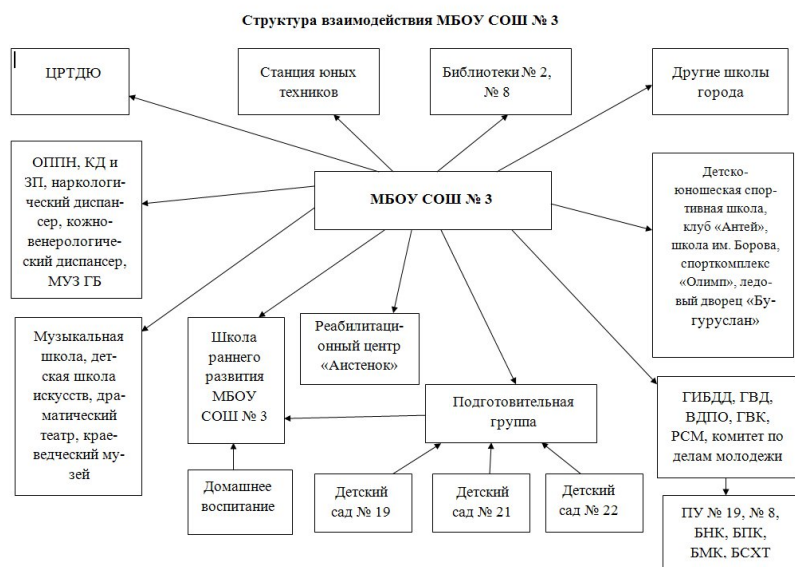 Структура взаимодействия МБОУ СОШ № 3
ЦРТДЮ
Станция юных
техников
Библиотеки № 2,
№ 8
Другие школы
города
ОППН, КД и
ЗП, наркологи-
ческий диспан-
сер, кожно-
венерологиче-
ский диспансер,
МУЗ ГБ
МБОУ СОШ № 3
Детско-
юношеская спор-
тивная школа,
клуб «Антей»,
школа им. Борова,
спорткомплекс
«Олимп», ледо-
вый дворец «Бу-
гуруслан»
Музыкальная
школа, дет-
ская школа
искусств, дра-
матический
театр, крае-
ведческий му-
зей
Школа
раннего
развития
МБОУ
СОШ № 3
Реабилитаци-
онный центр
«Аистенок»
Подготовительная
группа
ГИБДД, ГВД,
ВДПО, ГВК,
РСМ, комитет по
делам молодежи
Домашнее
воспитание
Детский
сад № 19
Детский
сад № 21
Детский
сад № 22
ПУ № 19, № 8,
БНК, БПК,
БМК, БСХТ